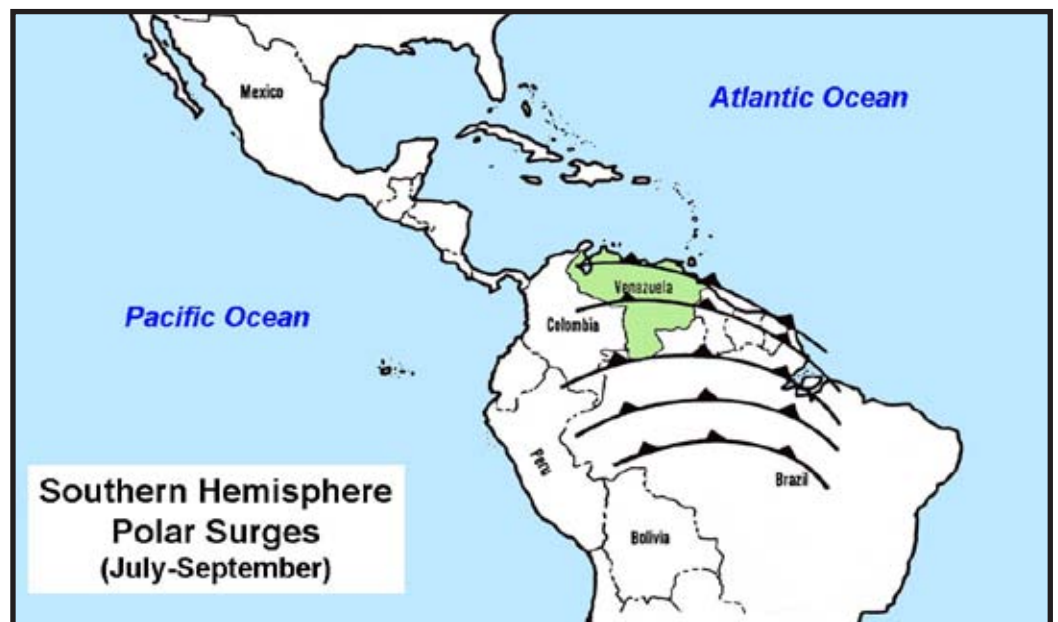 Mexico
Atlantic Ocean
Venezuela
Pacific Ocean
Colombia
Peru
Brazil
Southern Hemisphere
Polar Surges
(July-September)
Bolivia